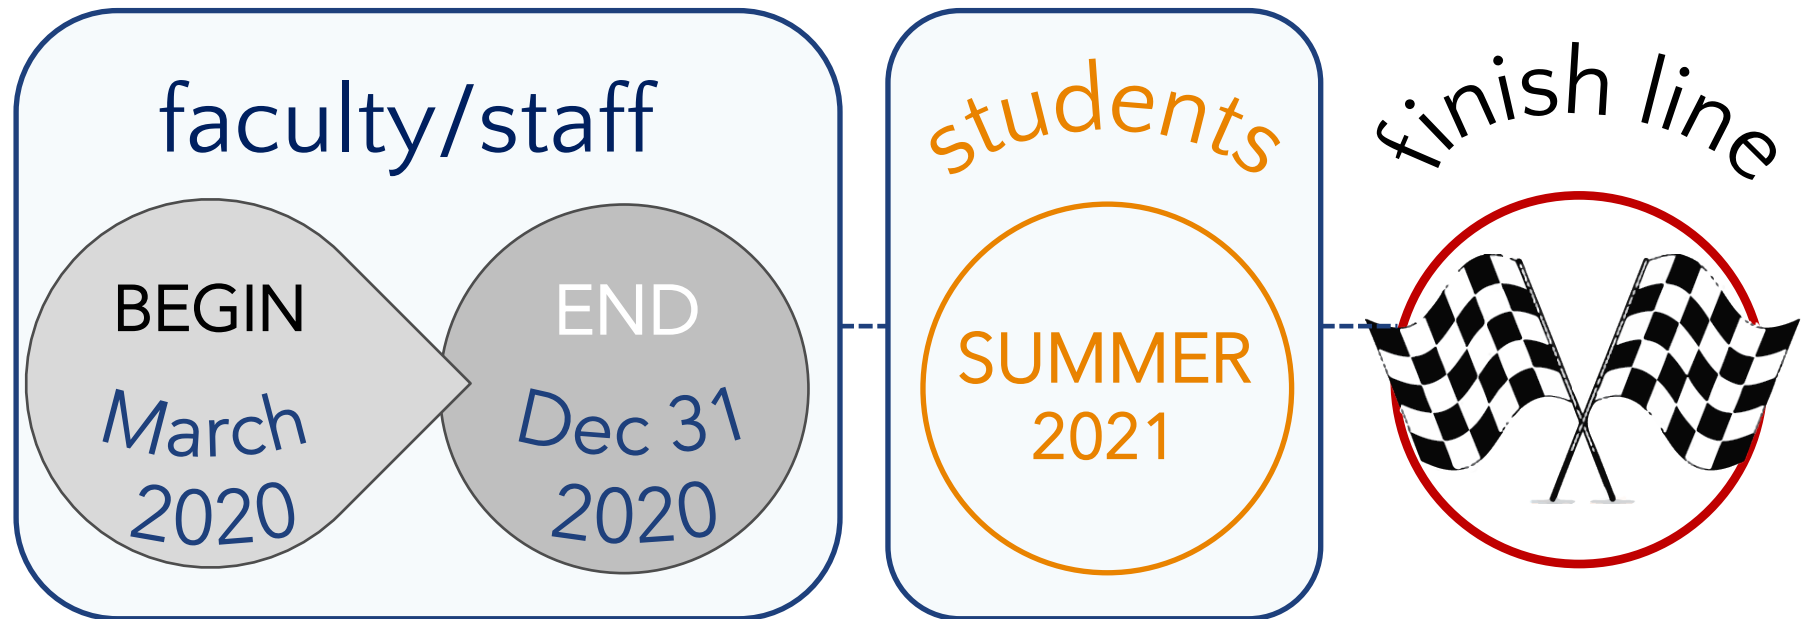 faculty/staff
BEGIN
March
2020
END
Dec 31
2020
students
SUMMER
2021
finish line